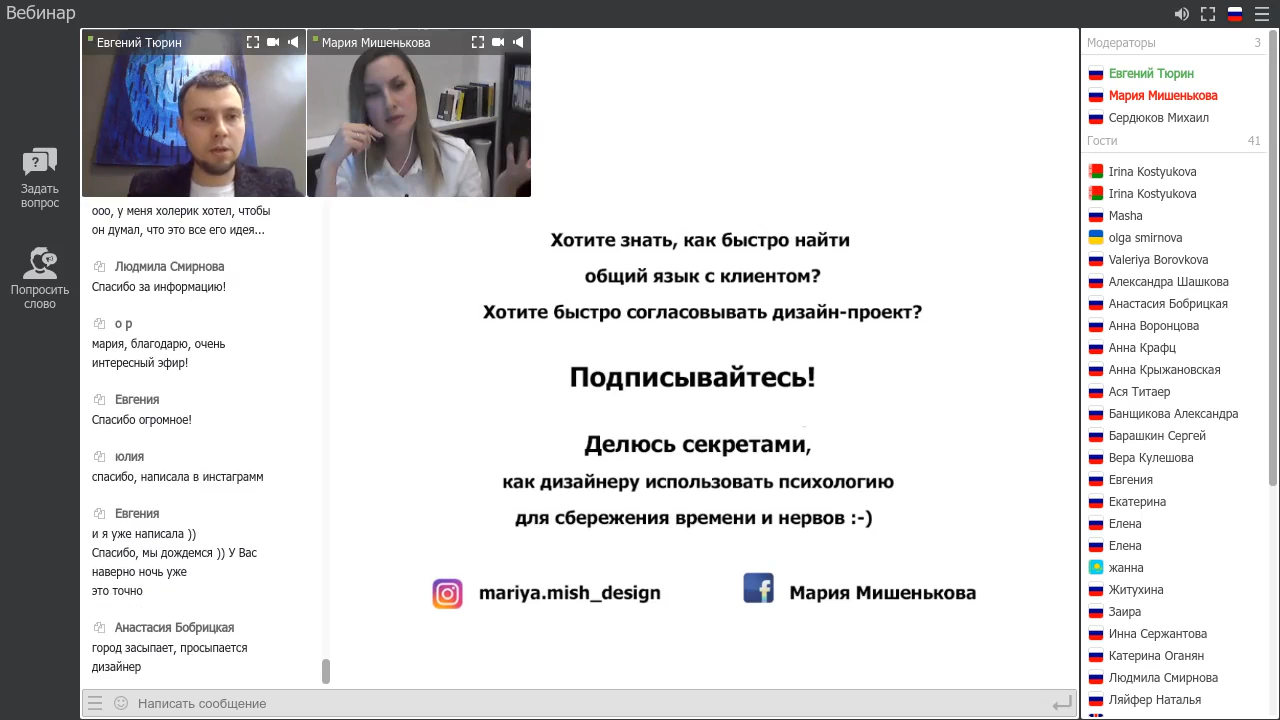 Вебинар
Задать
вопрос
Попросить
слово
Евгений Тюрин
Мария Мишенькова
ооо, у меня холерик хотел, чтобы
он думал, что это все его идея...
Людмила Смирнова
Спасибо за информацию!
о р
мария, благодарю, очень
интересный эфир!
Евгения
Спасибо огромное!
юлия
спасибо, написала в инстаграмм
Евгения
и я уже написала ))
Спасибо, мы дождемся )) У Вас
наверно ночь уже
это точно
Анастасия Бобрицкая
город засыпает, просыпается
дизайнер
Написать сообщение
Хотите знать, как быстро найти
общий язык с клиентом?
Хотите быстро согласовывать дизайн-проект?
Подписывайтесь!
Делюсь секретами,
как дизайнеру использовать психологию
для сбережения времени и нервов :-)
mariya.mish_design
Мария Мишенькова
Модераторы 3
Евгений Тюрин
Мария Мишенькова
Сердюков Михаил
Гости 41
Irina Kostyukova
Irina Kostyukova
Masha
olga smirnova
Valeriya Borovkova
Александра Шашкова
Анастасия Бобрицкая
Анна Воронцова
Анна Крафц
Анна Крыжановская
Ася Титаер
Банщикова Александра
Барашкин Сергей
Вера Кулешова
Евгения
Екатерина
Елена
Елена
жанна
Житухина
Заира
Инна Сержантова
Катерина Оганян
Людмила Смирнова
Ляйфер Наталья